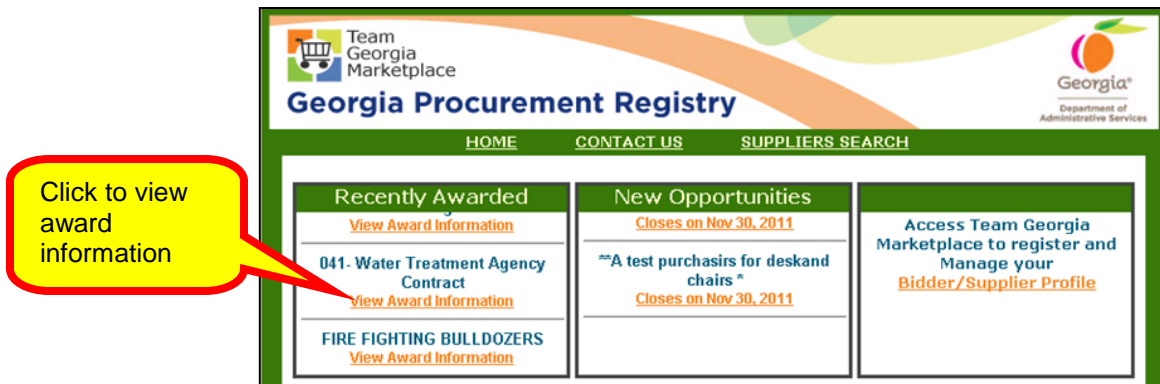 Team
Georgia
Marketplace
Georgia Procurement Registry
Georgia®
Department of
Administrative Services
HOME CONTACT US SUPPLIERS SEARCH
Click to view
award
information
Recently Awarded
View Award Information
041- Water Treatment Agency
Contract
View Award Information
FIRE FIGHTING BULLDOZERS
View Award Information
New Opportunities
Closes on Nov 30, 2011
**A test purchasirs for deskand
chairs *
Closes on Nov 30, 2011
Access Team Georgia
Marketplace to register and
Manage your
Bidder/Supplier Profile